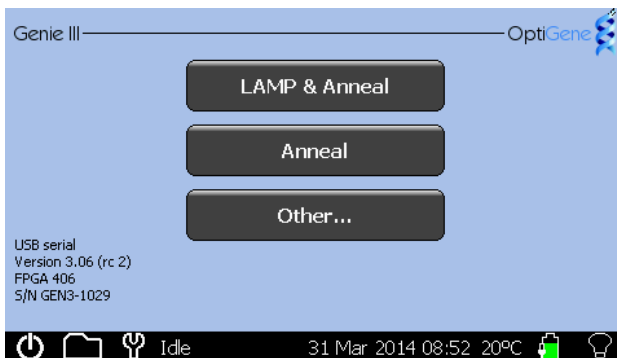 Genie III
OptiGene
LAMP & Anneal
Anneal
Other...
USB serial
Version 3.06 (rc 2)
FPGA 406
S/N GEN3-1029
Idle
31 Mar 2014 08:52 20ºC